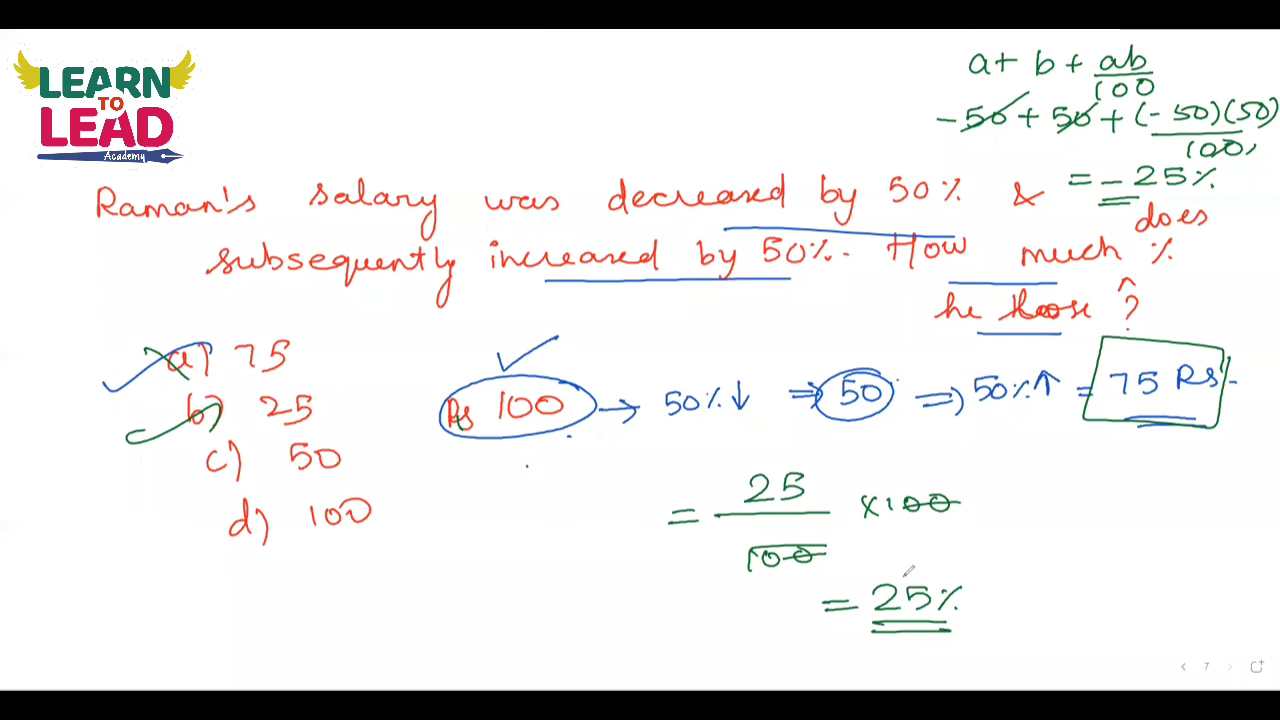 LEARN
TO
LEAD
Academy
a + b + ab/100
-50 + 50 + (-50)(50)/100
= -25%
Raman's salary was decreased by 50% &
subsequently increased by 50%. How much %
does
he loose ?
a) 75
b) 25
c) 50
d) 100
Rs 100 → 50%↓ ⇒ 50 ⇒ 50%↑ = 75 Rs
= 25/100 × 100
= 25%
7